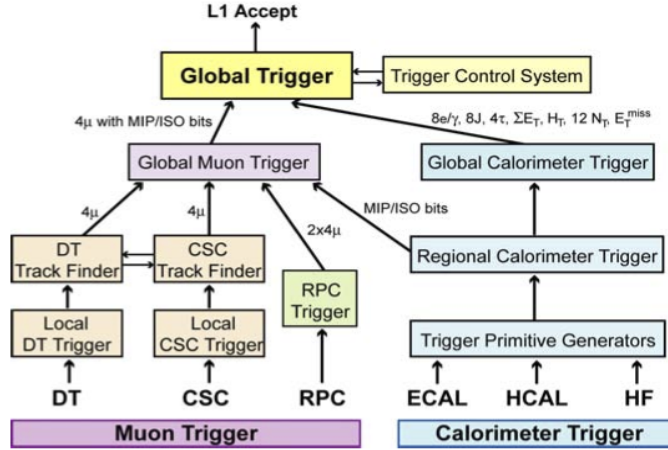 L1 Accept
Global Trigger
Trigger Control System
4μ with MIP/ISO bits
8e/γ, 8J, 4τ, ΣE_T, H_T, 12 N_T, E_T^miss
Global Muon Trigger
Global Calorimeter Trigger
4μ
4μ
2x4μ
MIP/ISO bits
DT
Track Finder
CSC
Track Finder
Regional Calorimeter Trigger
RPC
Trigger
Local
DT Trigger
Local
CSC Trigger
Trigger Primitive Generators
DT
CSC
RPC
ECAL
HCAL
HF
Muon Trigger
Calorimeter Trigger